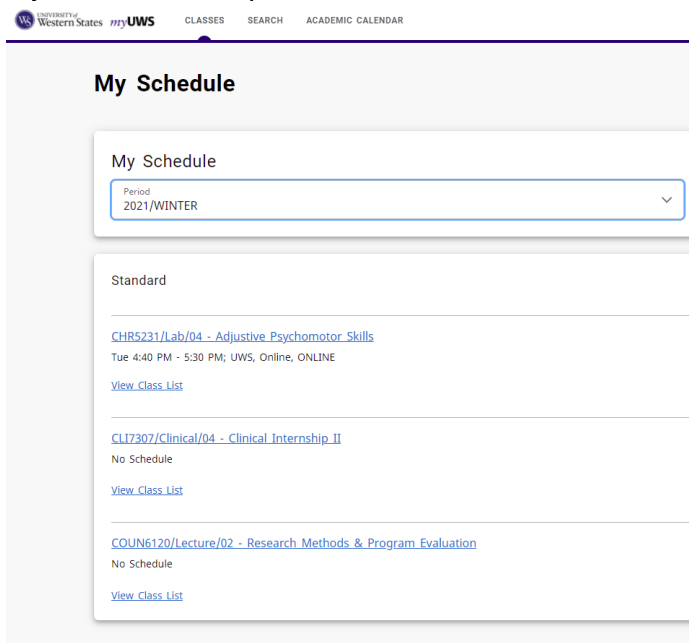 UNIVERSITY of
Western States myUWS CLASSES SEARCH ACADEMIC CALENDAR
My Schedule
My Schedule
Period
2021/WINTER
Standard
CHR5231/Lab/04 - Adjustive Psychomotor Skills
Tue 4:40 PM - 5:30 PM; UWS, Online, ONLINE
View Class List
CLI7307/Clinical/04 - Clinical Internship II
No Schedule
View Class List
COUN6120/Lecture/02 - Research Methods & Program Evaluation
No Schedule
View Class List